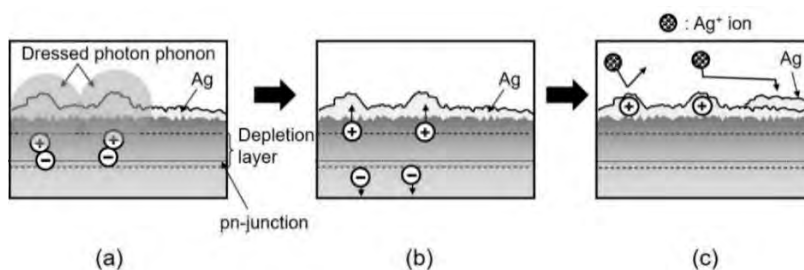 : Ag⁺ ion
Dressed photon phonon
Ag
Ag
Ag
+
+
−
−
+
+
−
−
+
+
Depletion
layer
pn-junction
(a)
(b)
(c)